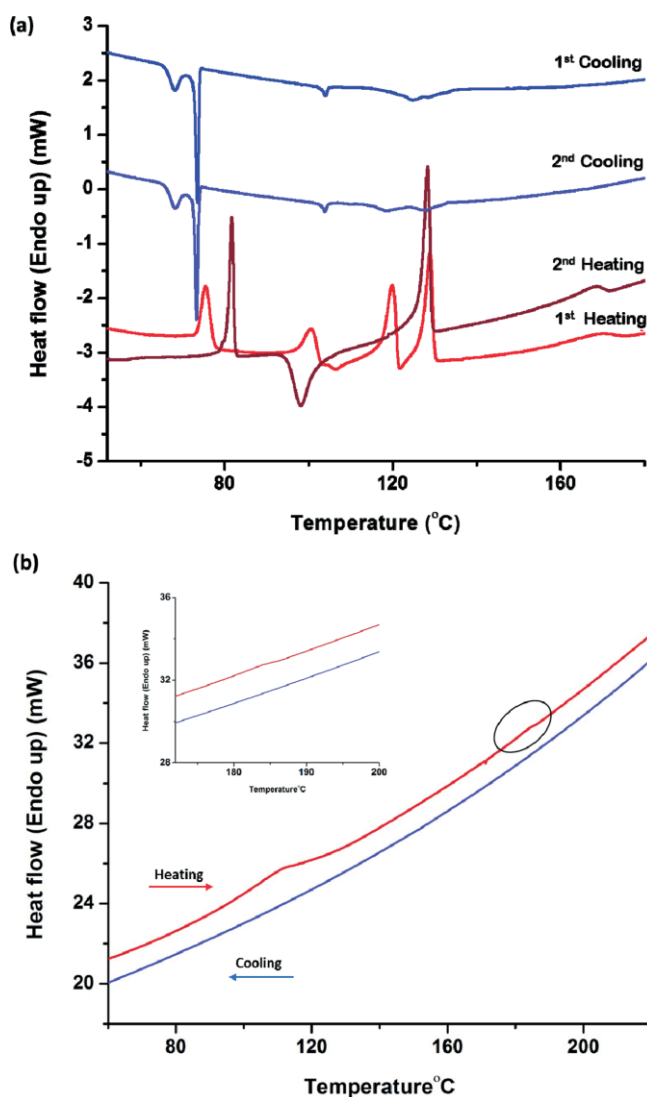 (a)
3
2
1
0
-1
-2
-3
-4
-5
Heat flow (Endo up) (mW)
1st Cooling
2nd Cooling
2nd Heating
1st Heating
80
120
160
Temperature (°C)
(b)
40
36
32
28
24
20
Heat flow (Endo up) (mW)
36
32
28
Heat flow (Endo up) (mW)
180
190
200
Temperature°C
Heating
Cooling
80
120
160
200
Temperature°C